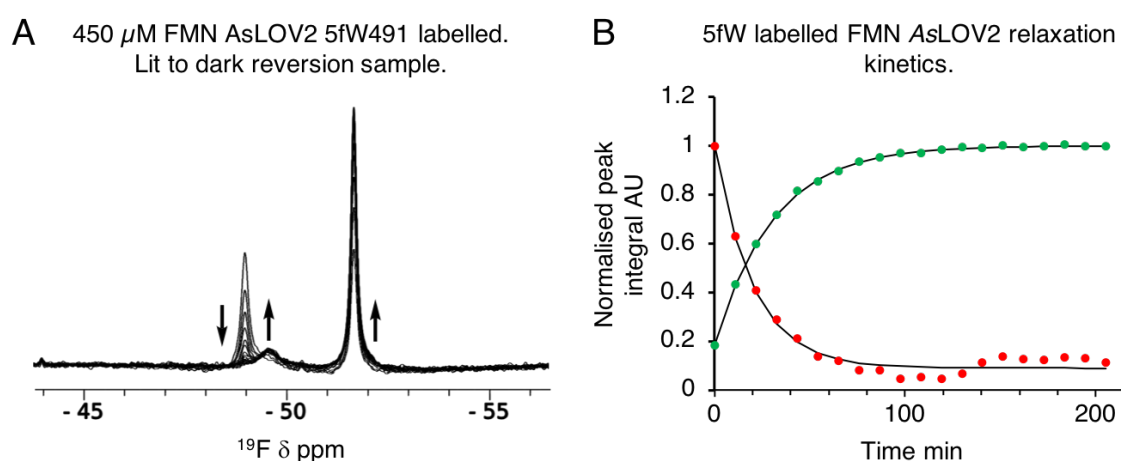 A
450 µM FMN AsLOV2 5fW491 labelled.
Lit to dark reversion sample.
- 45
- 50
- 55
19F δ ppm
B
5fW labelled FMN AsLOV2 relaxation
kinetics.
Normalised peak
integral AU
1.2
1
0.8
0.6
0.4
0.2
0
0
100
200
Time min